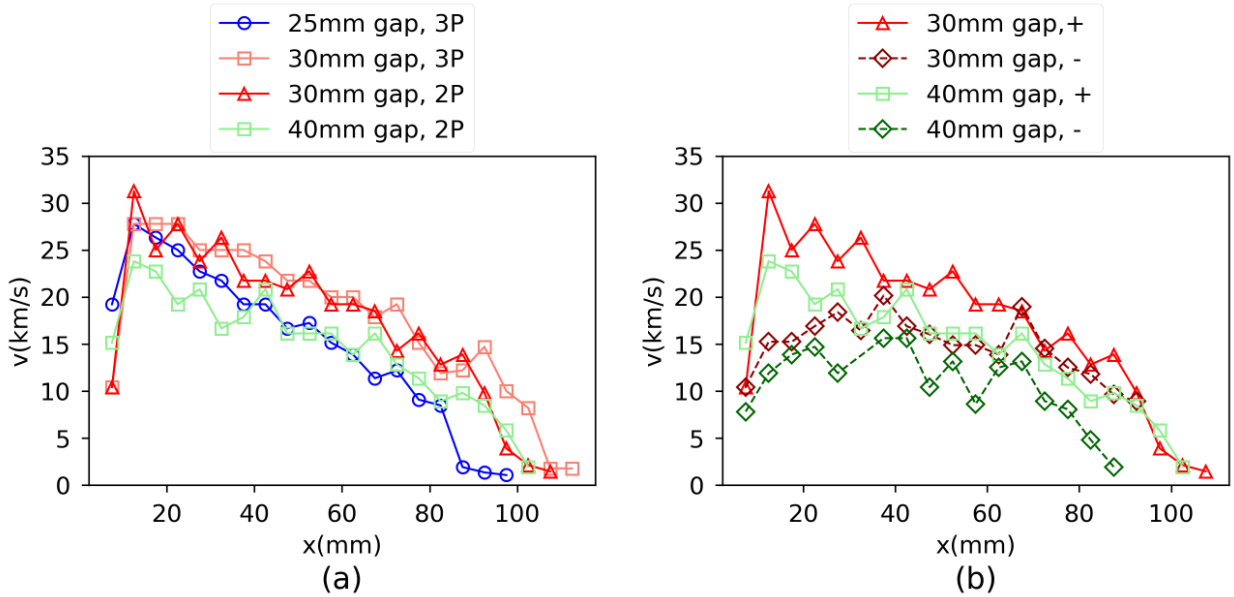 25mm gap, 3P
30mm gap, 3P
30mm gap, 2P
40mm gap, 2P
35
30
25
20
15
10
5
0
v(km/s)
20
40
60
80
100
x(mm)
(a)
30mm gap,+
30mm gap, -
40mm gap, +
40mm gap, -
35
30
25
20
15
10
5
0
v(km/s)
20
40
60
80
100
x(mm)
(b)